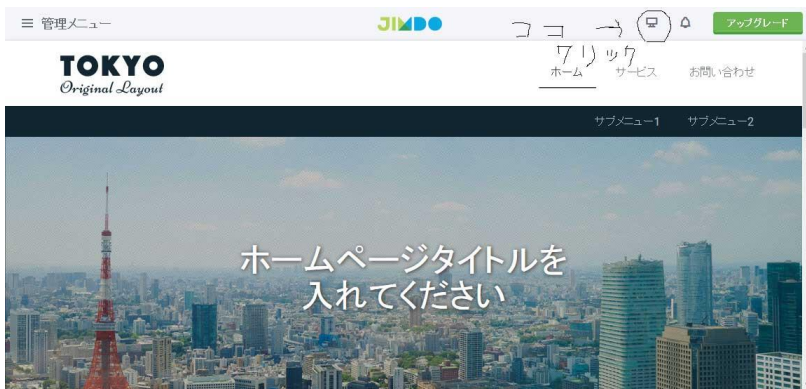 管理メニュー
JIMDO
ココ→
アップグレード
クリック
TOKYO
Original Layout
ホーム
サービス
お問い合わせ
サブメニュー1
サブメニュー2
ホームページタイトルを
入れてください